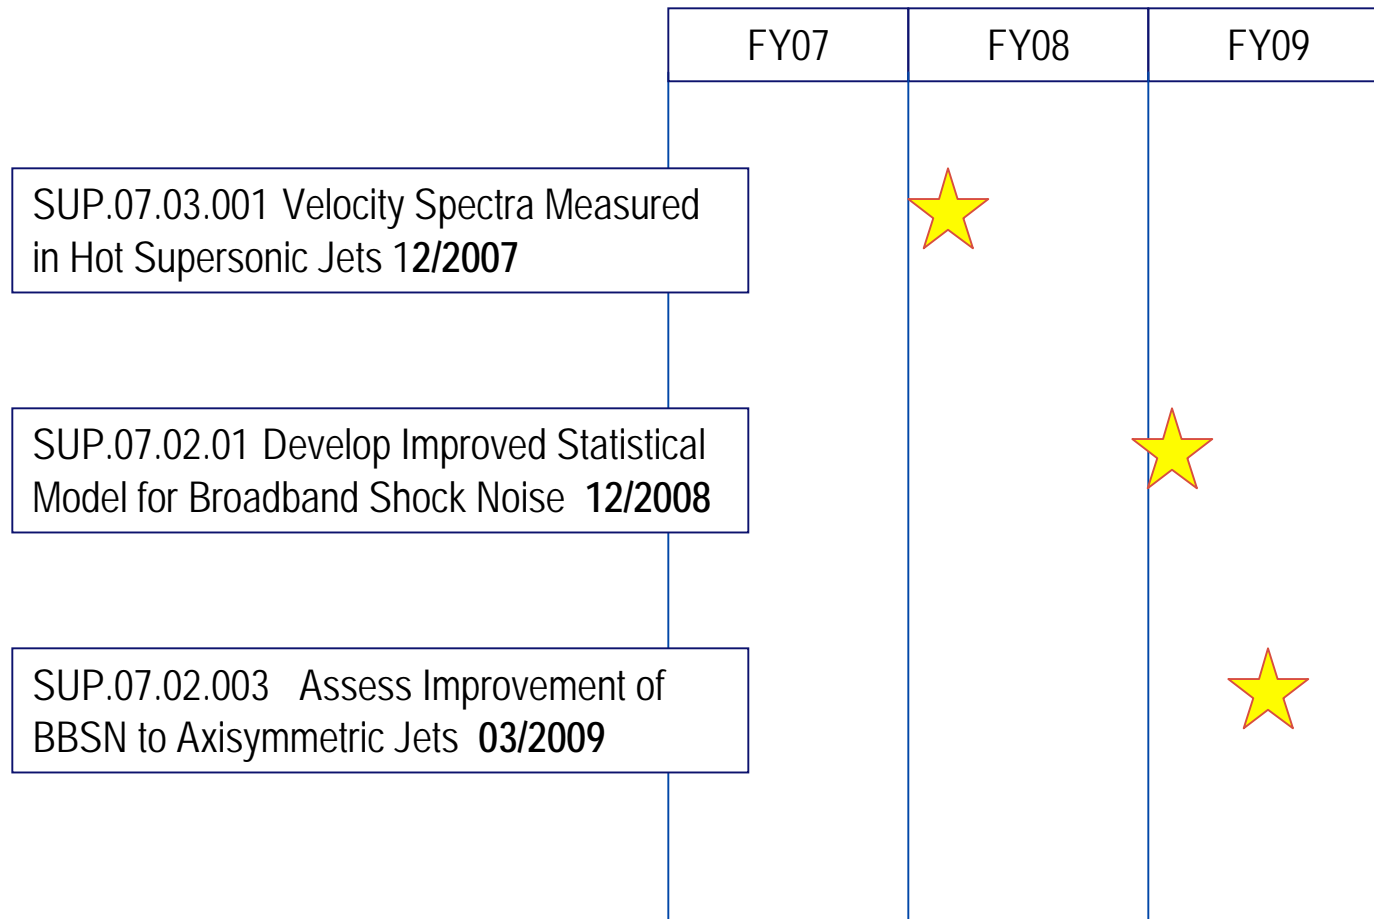 FY07 FY08 FY09
SUP.07.03.001 Velocity Spectra Measured
in Hot Supersonic Jets 12/2007
SUP.07.02.01 Develop Improved Statistical
Model for Broadband Shock Noise 12/2008
SUP.07.02.003 Assess Improvement of
BBSN to Axisymmetric Jets 03/2009